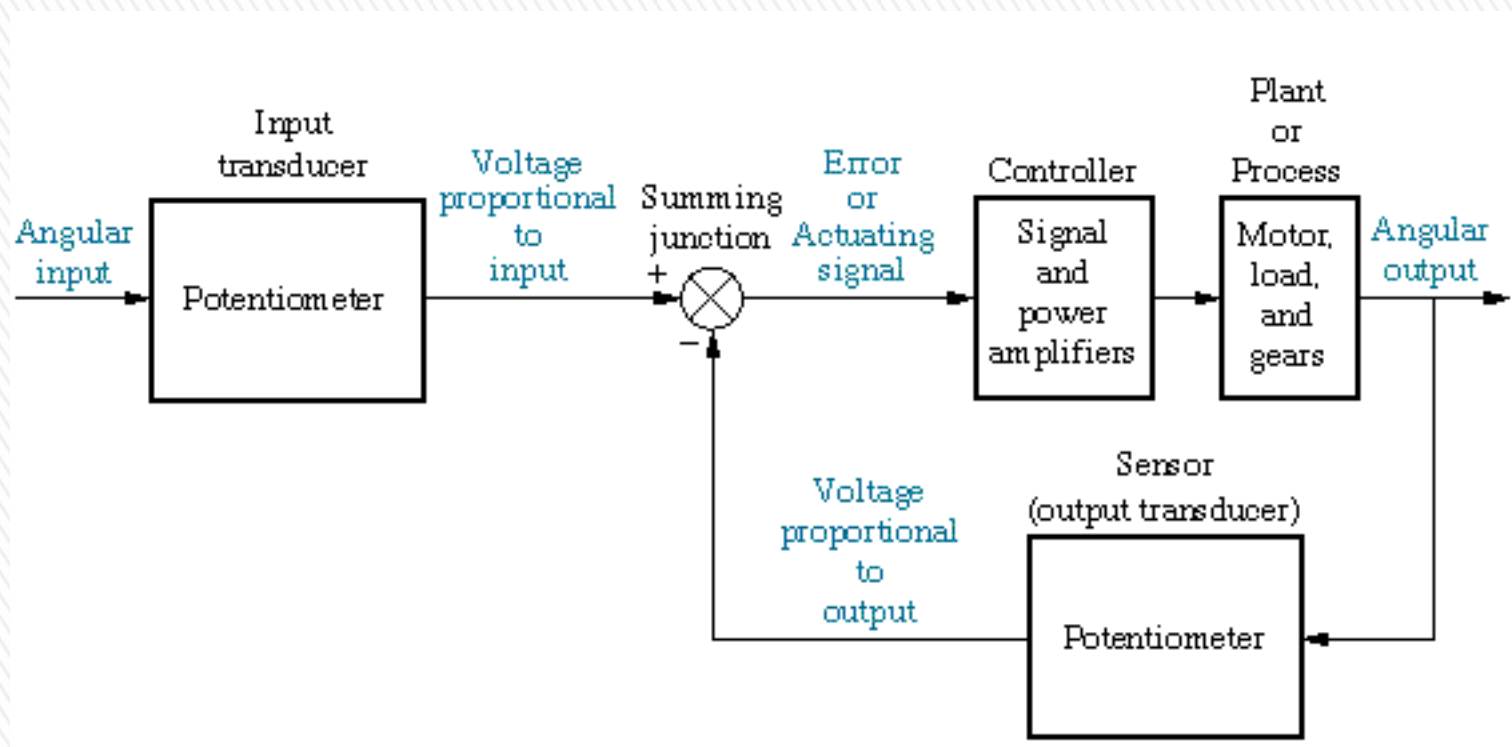 Input
transducer
Angular
input
Potentiometer
Voltage
proportional
to
input
Summing
junction
+
−
Error
or
Actuating
signal
Controller
Signal
and
power
amplifiers
Plant
or
Process
Motor,
load,
and
gears
Angular
output
Sensor
(output transducer)
Potentiometer
Voltage
proportional
to
output